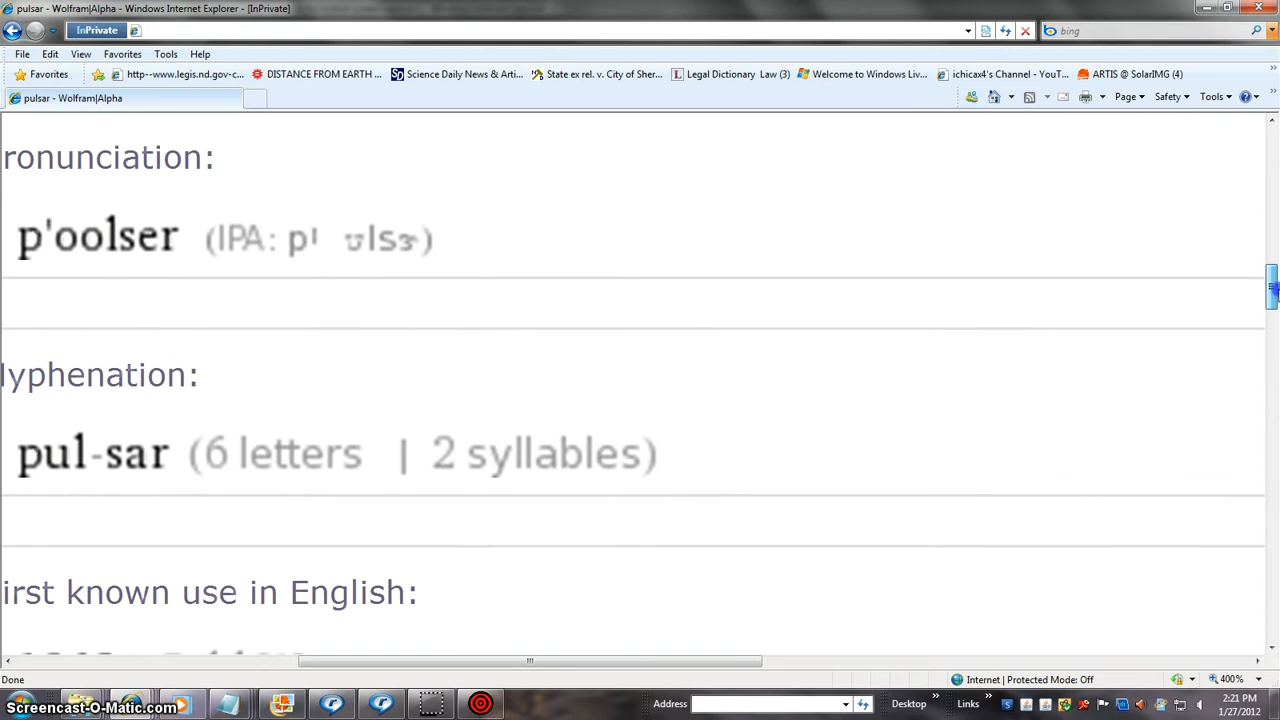 pulsar - Wolfram|Alpha - Windows Internet Explorer - [InPrivate]
InPrivate
bing
File Edit View Favorites Tools Help
Favorites http--www.legis.nd.gov-c... DISTANCE FROM EARTH ... Science Daily News & Arti... State ex rel. v. City of Sher... Legal Dictionary Law (3) Welcome to Windows Liv... ichicax4's Channel - YouT... ARTIS @ SolarIMG (4)
pulsar - Wolfram|Alpha
Page Safety Tools
ronunciation:
p'oolser (IPA: pˈʊlsɝ)
lyphenation:
pul-sar (6 letters | 2 syllables)
irst known use in English:
Done Internet | Protected Mode: Off 400%
Address Desktop Links 2:21 PM
Screencast-O-Matic.com 1/27/2012